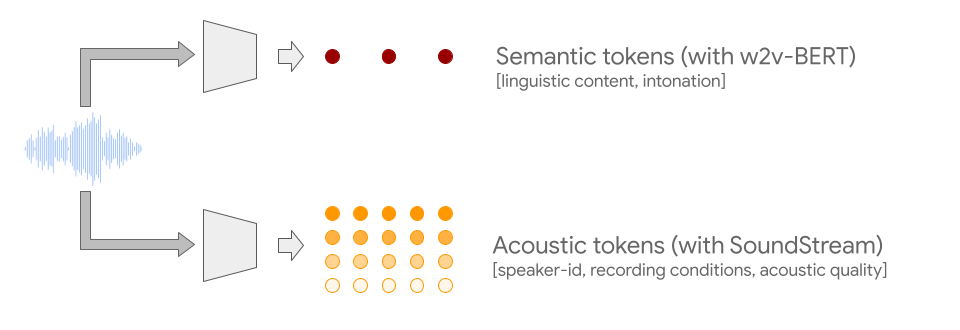 Semantic tokens (with w2v-BERT)
[linguistic content, intonation]
Acoustic tokens (with SoundStream)
[speaker-id, recording conditions, acoustic quality]